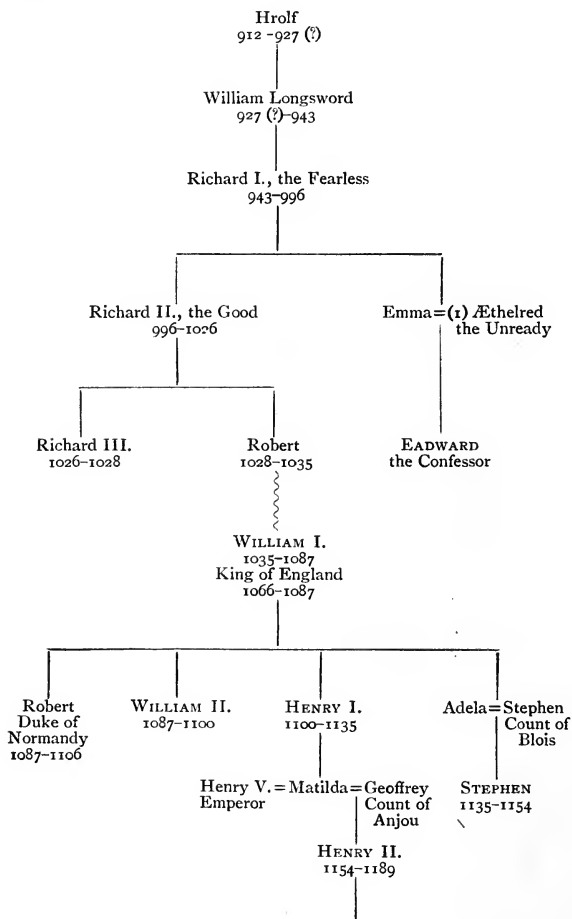 Hrolf
912-927 (?)
William Longsword
927 (?)-943
Richard I., the Fearless
943-996
Richard II., the Good
996-1026
Emma = (1) Æthelred
the Unready
Richard III.
1026-1028
Robert
1028-1035
EADWARD
the Confessor
WILLIAM I.
1035-1087
King of England
1066-1087
Robert
Duke of
Normandy
1087-1106
WILLIAM II.
1087-1100
HENRY I.
1100-1135
Adela = Stephen
Count of
Blois
Henry V. = Matilda = Geoffrey
Emperor
Count of
Anjou
STEPHEN
1135-1154
HENRY II.
1154-1189